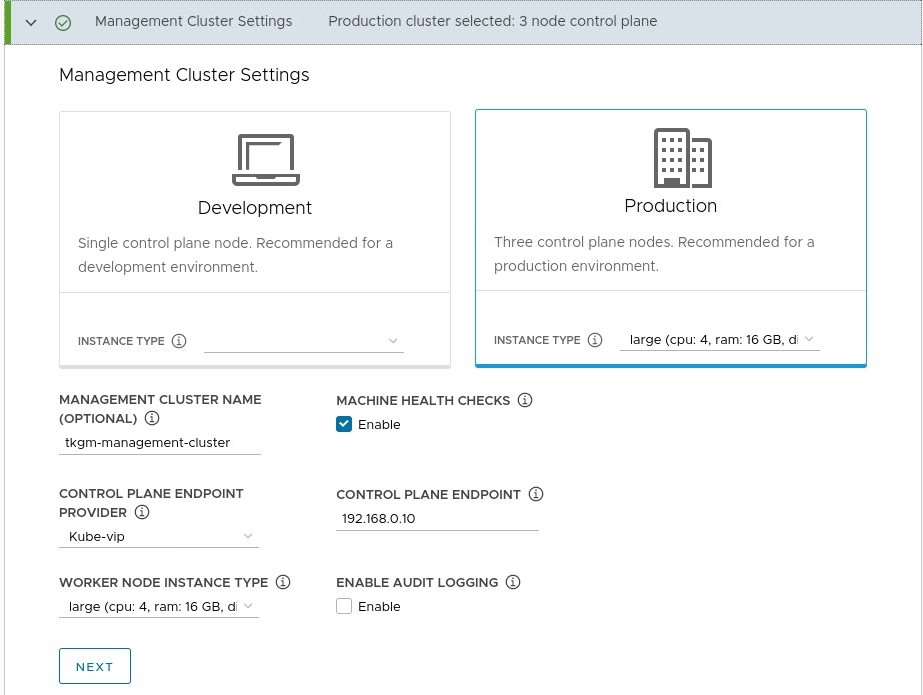 Management Cluster Settings Production cluster selected: 3 node control plane
Management Cluster Settings
Development
Single control plane node. Recommended for a
development environment.
INSTANCE TYPE
Production
Three control plane nodes. Recommended for a
production environment.
INSTANCE TYPE large (cpu: 4, ram: 16 GB, di
MANAGEMENT CLUSTER NAME
(OPTIONAL)
tkgm-management-cluster
MACHINE HEALTH CHECKS
Enable
CONTROL PLANE ENDPOINT
PROVIDER
Kube-vip
CONTROL PLANE ENDPOINT
192.168.0.10
WORKER NODE INSTANCE TYPE
large (cpu: 4, ram: 16 GB, di
ENABLE AUDIT LOGGING
Enable
NEXT